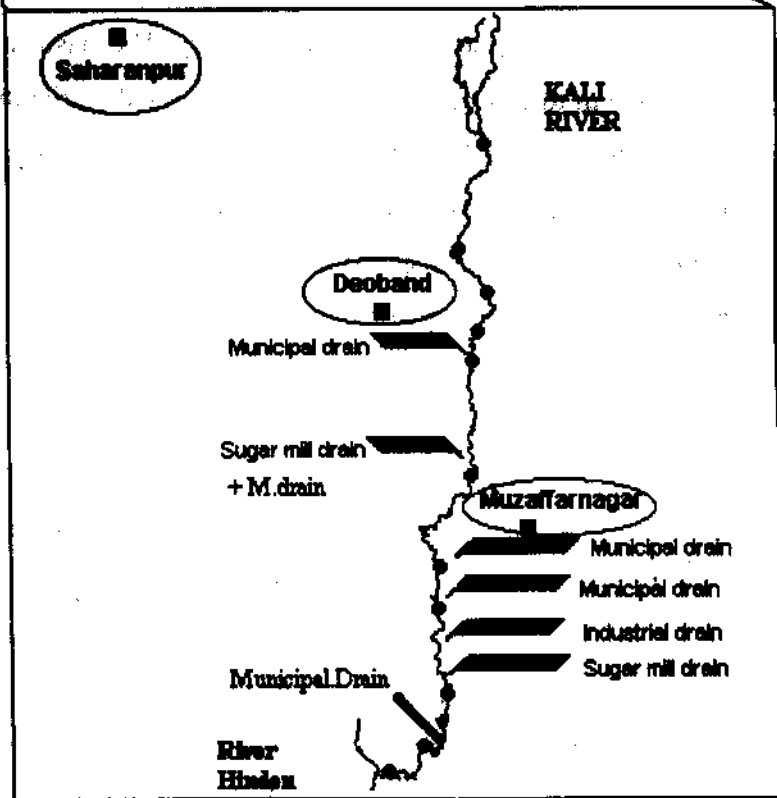 Saharanpur
KALI
RIVER
Deoband
Municipal drain
Sugar mill drain
+ M.drain
Muzaffarnagar
Municipal drain
Municipal drain
Industrial drain
Sugar mill drain
Municipal.Drain
River
Hindon